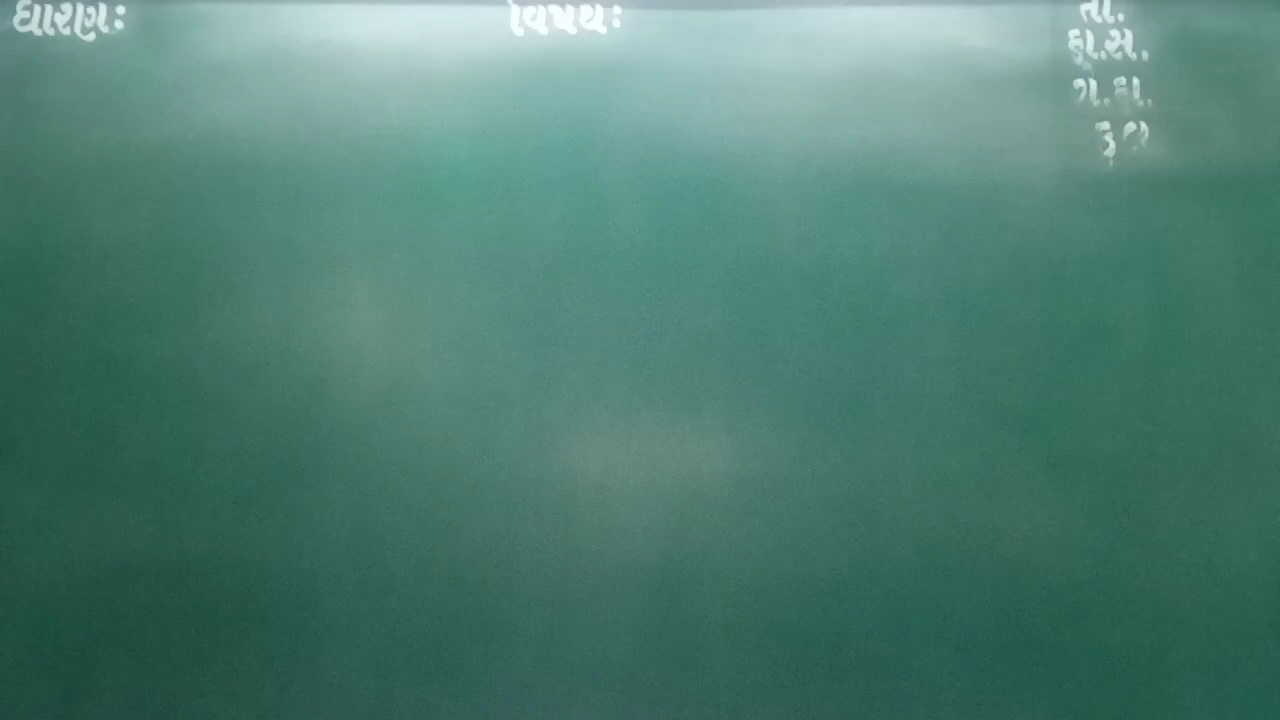 ધોરણઃ
વિષયઃ
તા.
હા.સં.
ગે.હા.
કુલ